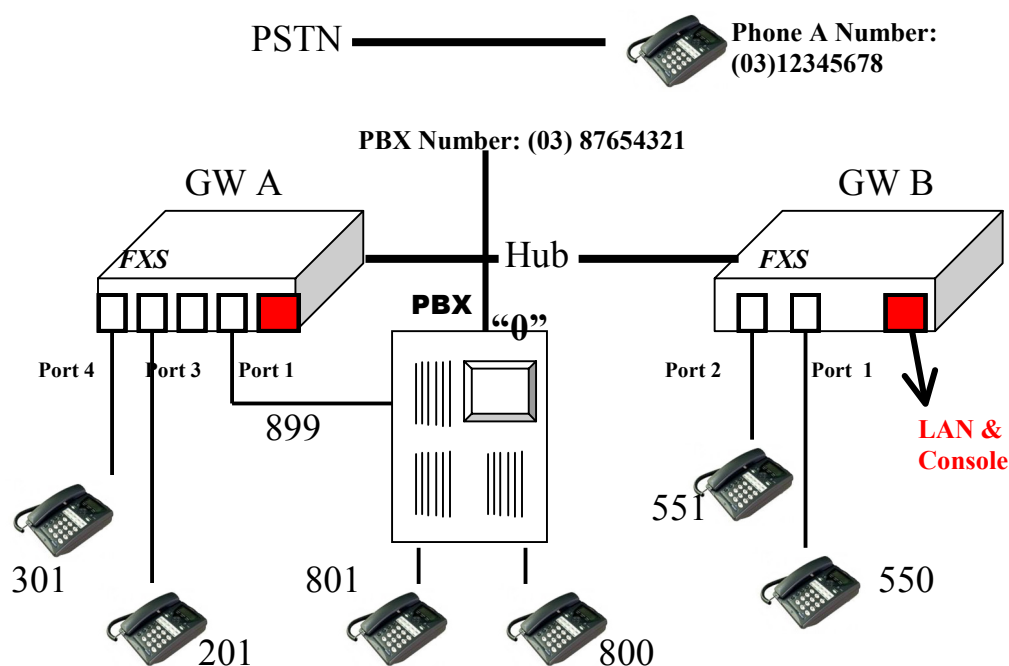 PSTN
Phone A Number:
(03)12345678
PBX Number: (03) 87654321
GW A
GW B
FXS
Hub
FXS
PBX
“0”
Port 4
Port 3
Port 1
Port 2
Port 1
899
LAN &
Console
551
301
801
550
201
800